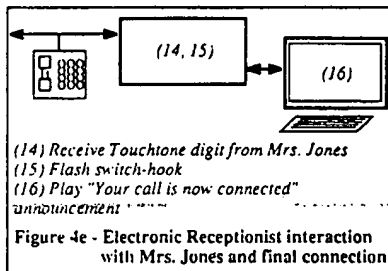 (14, 15)
(16)
(14) Receive Touchtone digit from Mrs. Jones
(15) Flash switch-hook
(16) Play "Your call is now connected"
announcement
Figure 4e - Electronic Receptionist interaction
with Mrs. Jones and final connection